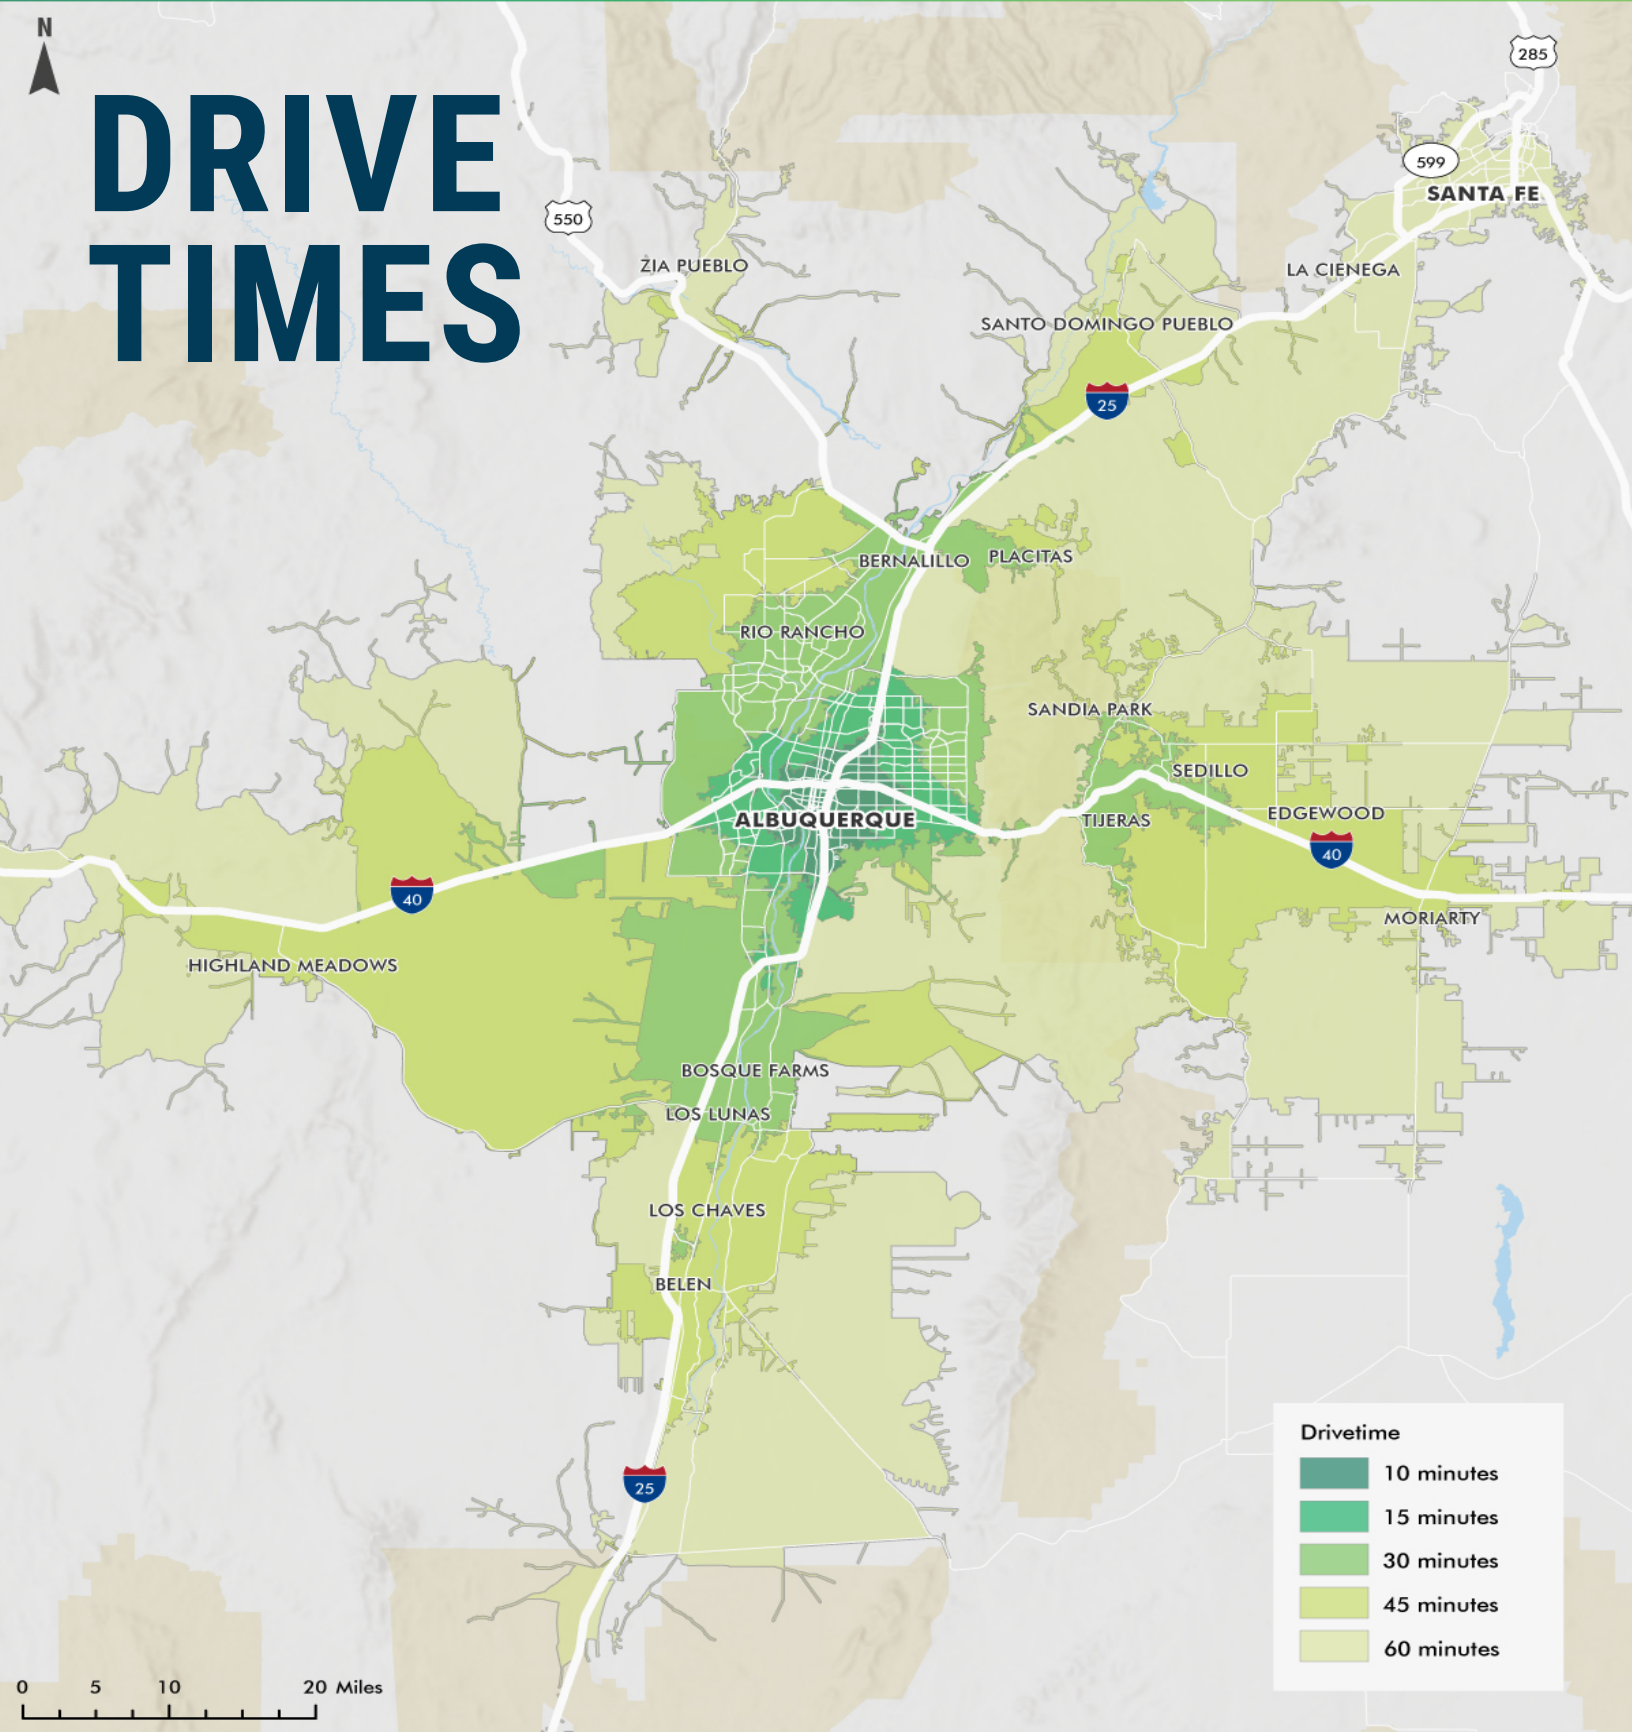 N
DRIVE
TIMES
285
599
SANTA FE
550
ZIA PUEBLO
LA CIENEGA
SANTO DOMINGO PUEBLO
25
BERNALILLO
PLACITAS
RIO RANCHO
SANDIA PARK
SEDILLO
EDGEWOOD
ALBUQUERQUE
TIJERAS
40
40
MORIARTY
HIGHLAND MEADOWS
BOSQUE FARMS
LOS LUNAS
LOS CHAVES
BELEN
25
Drivetime
10 minutes
15 minutes
30 minutes
45 minutes
60 minutes
0 5 10 20 Miles